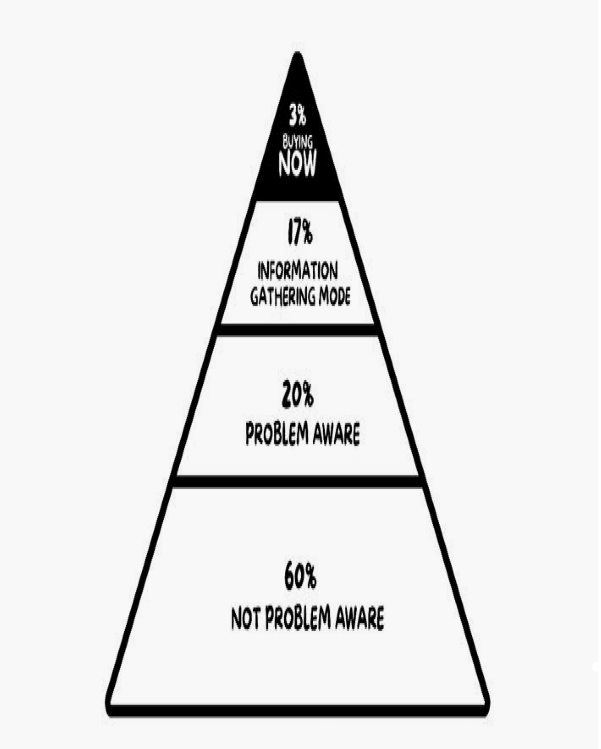 3%
BUYING
NOW
17%
INFORMATION
GATHERING MODE
20%
PROBLEM AWARE
60%
NOT PROBLEM AWARE